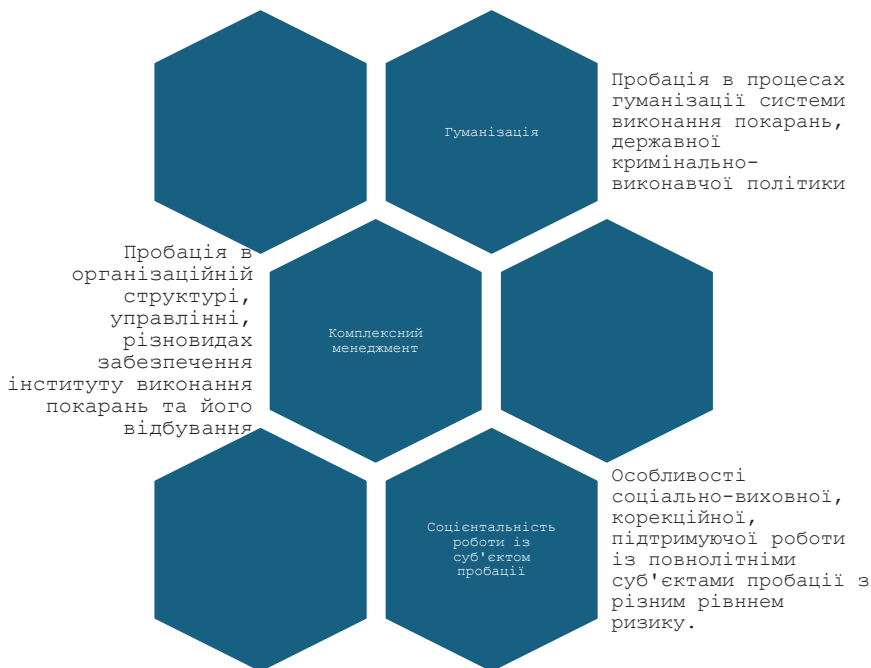 Гуманізація
Пробація в процесах
гуманізації системи
виконання покарань,
державної
кримінально-
виконавчої політики
Пробація в
організаційній
структурі,
управлінні,
різновидах
забезпечення
інституту виконання
покарань та його
відбування
Комплексний
менеджмент
Соцієнтальність
роботи із
суб'єктом
пробації
Особливості
соціально-виховної,
корекційної,
підтримуючої роботи
із повнолітніми
суб'єктами пробації з
різним рівннем
ризику.